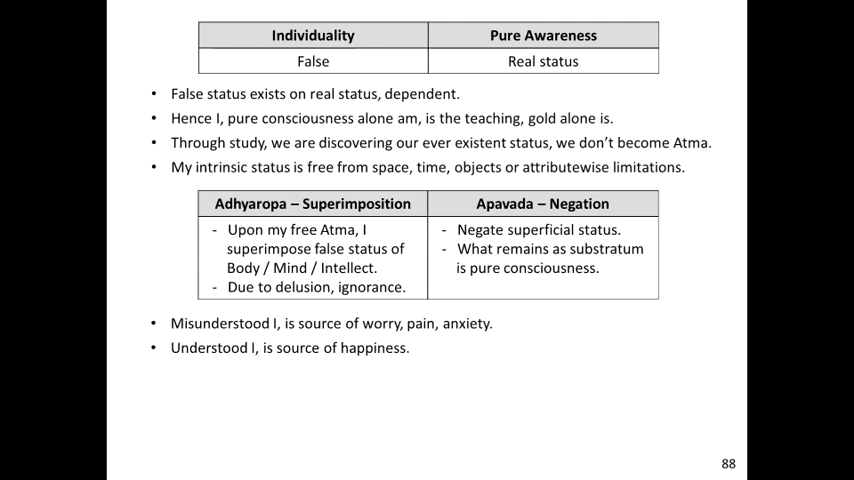 Individuality Pure Awareness
False Real status
• False status exists on real status, dependent.
• Hence I, pure consciousness alone am, is the teaching, gold alone is.
• Through study, we are discovering our ever existent status, we don’t become Atma.
• My intrinsic status is free from space, time, objects or attributewise limitations.
Adhyaropa – Superimposition Apavada – Negation
- Upon my free Atma, I
superimpose false status of
Body / Mind / Intellect.
- Due to delusion, ignorance.
- Negate superficial status.
- What remains as substratum
is pure consciousness.
• Misunderstood I, is source of worry, pain, anxiety.
• Understood I, is source of happiness.
88